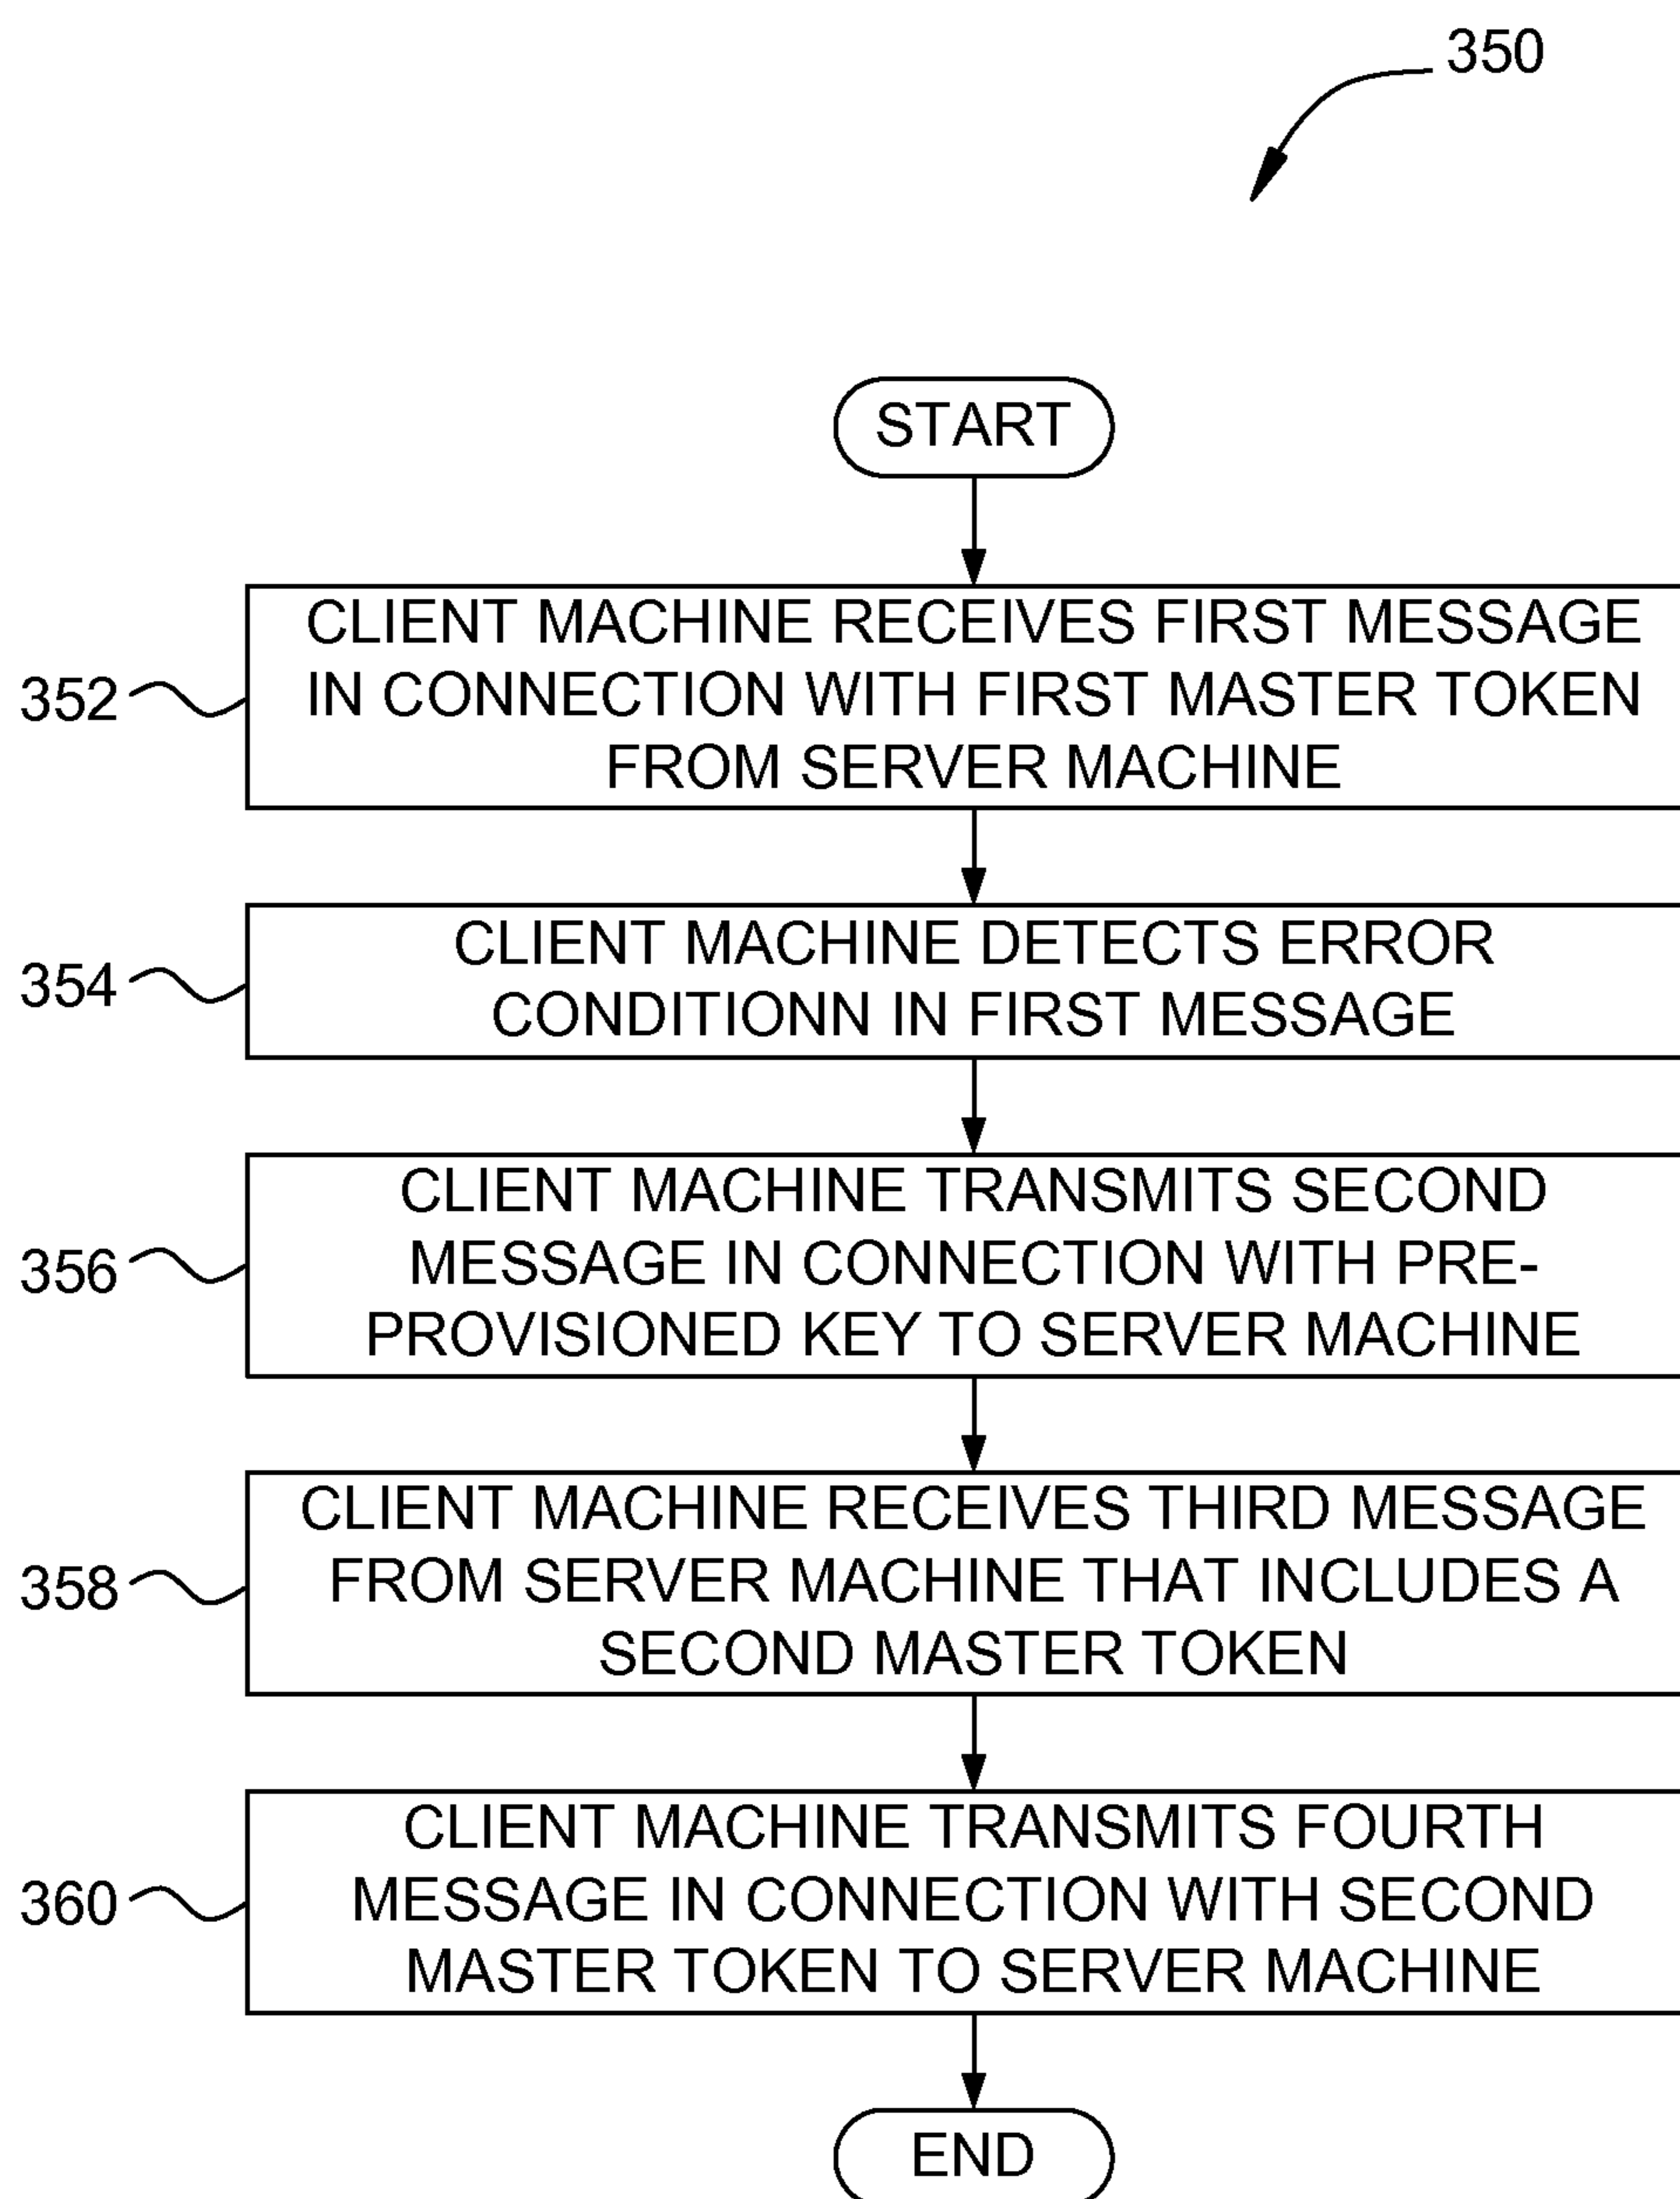 350
START
CLIENT MACHINE RECEIVES FIRST MESSAGE
IN CONNECTION WITH FIRST MASTER TOKEN
FROM SERVER MACHINE
352
CLIENT MACHINE DETECTS ERROR
CONDITIONN IN FIRST MESSAGE
354
CLIENT MACHINE TRANSMITS SECOND
MESSAGE IN CONNECTION WITH PRE-
PROVISIONED KEY TO SERVER MACHINE
356
CLIENT MACHINE RECEIVES THIRD MESSAGE
FROM SERVER MACHINE THAT INCLUDES A
SECOND MASTER TOKEN
358
CLIENT MACHINE TRANSMITS FOURTH
MESSAGE IN CONNECTION WITH SECOND
MASTER TOKEN TO SERVER MACHINE
360
END